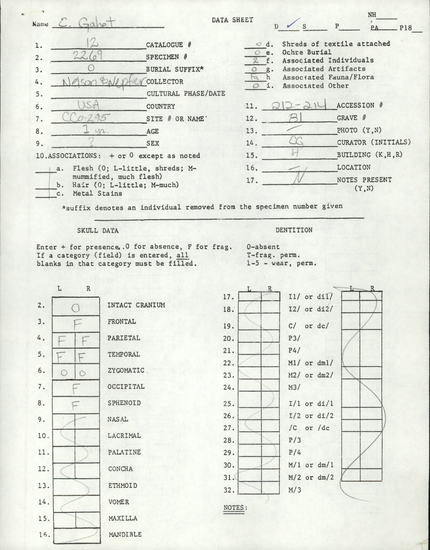 Name E. Gahet DATA SHEET NH
D ✓ S P PA P18
1. 12 CATALOGUE #
2. 2269 SPECIMEN #
3. 0 BURIAL SUFFIX*
4. Nelson & COLLECTOR
5. CULTURAL PHASE/DATE
6. USA COUNTRY
7. CCo-295 SITE # OR NAME
8. 1 yr. AGE
9. ? SEX
0 d. Shreds of textile attached
0 e. Ochre Burial
f. Associated Individuals
0 g. Associated Artifacts
h Associated Fauna/Flora
0 i. Associated Other
11. 212-214 ACCESSION #
12. 81 GRAVE #
13. PHOTO (Y,N)
14. CURATOR (INITIALS)
15. H BUILDING (K,H,R)
16. LOCATION
17. N NOTES PRESENT
(Y,N)
10. ASSOCIATIONS: + or 0 except as noted
a. Flesh (0; L-little, shreds; M-
mummified, much flesh)
b. Hair (0; L-little; M-much)
c. Metal Stains
*suffix denotes an individual removed from the specimen number given
SKULL DATA
Enter + for presence, 0 for absence, F for frag.
If a category (field) is entered, all
blanks in that category must be filled.
DENTITION
0-absent
T-frag. perm.
1-5 - wear, perm.
L R
2. 0 INTACT CRANIUM
3. F FRONTAL
4. F F PARIETAL
5. F F TEMPORAL
6. 0 0 ZYGOMATIC
7. F OCCIPITAL
8. F SPHENOID
9. NASAL
10. LACRIMAL
11. PALATINE
12. CONCHA
13. ETHMOID
14. VOMER
15. MAXILLA
16. MANDIBLE
L R L R
17. I1/ or di1/
18. I2/ or di2/
19. C/ or dc/
20. P3/
21. P4/
22. M1/ or dm1/
23. M2/ or dm2/
24. M3/
25. I/1 or di/1
26. I/2 or di/2
27. /C or /dc
28. P/3
29. P/4
30. M/1 or dm/1
31. M/2 or dm/2
32. M/3
NOTES: